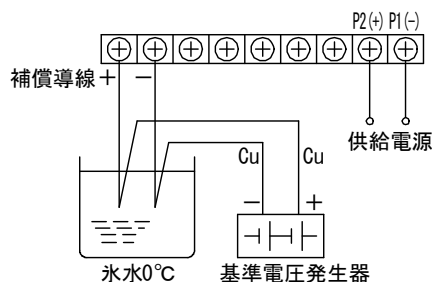 P2(+) P1(-)
補償導線 + −
供給電源
Cu Cu
− +
氷水0℃ 基準電圧発生器